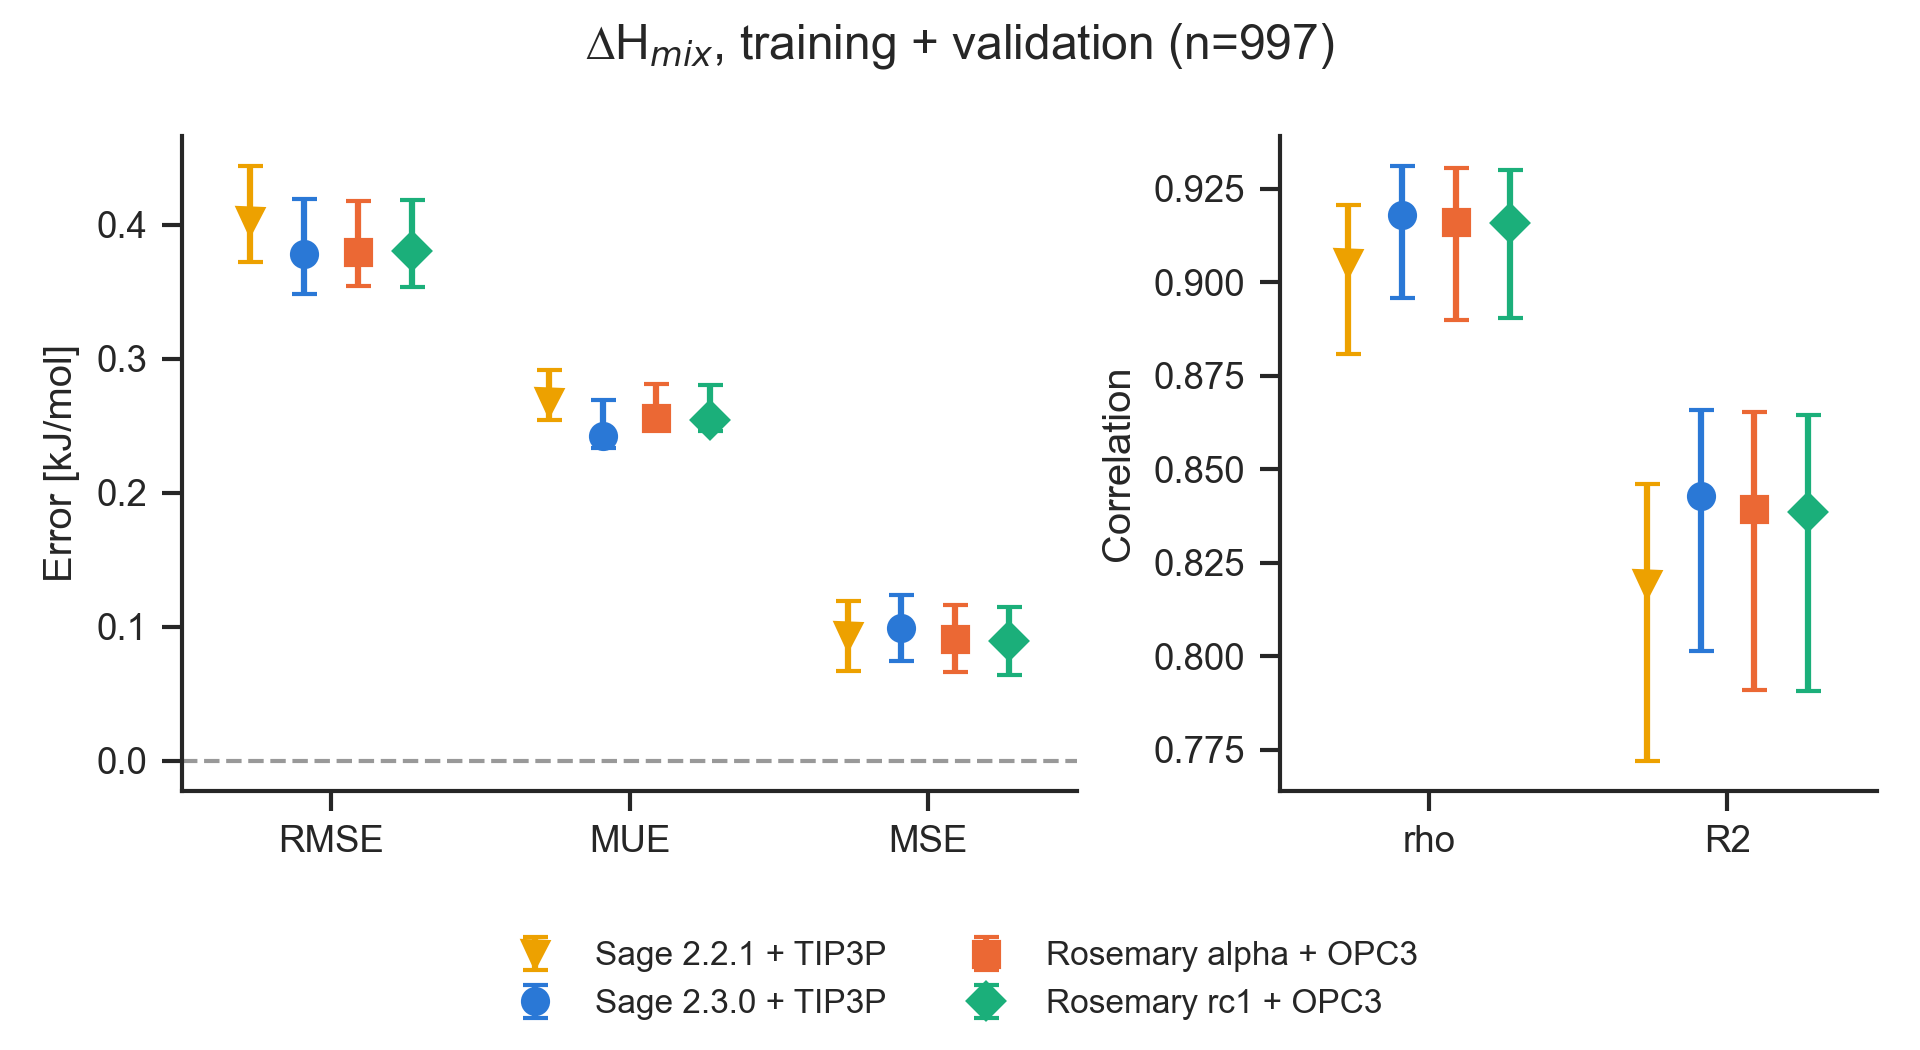 ΔHmix, training + validation (n=997)
Error [kJ/mol]
0.4
0.3
0.2
0.1
0.0
RMSE
MUE
MSE
Correlation
0.925
0.900
0.875
0.850
0.825
0.800
0.775
rho
R2
Sage 2.2.1 + TIP3P
Sage 2.3.0 + TIP3P
Rosemary alpha + OPC3
Rosemary rc1 + OPC3